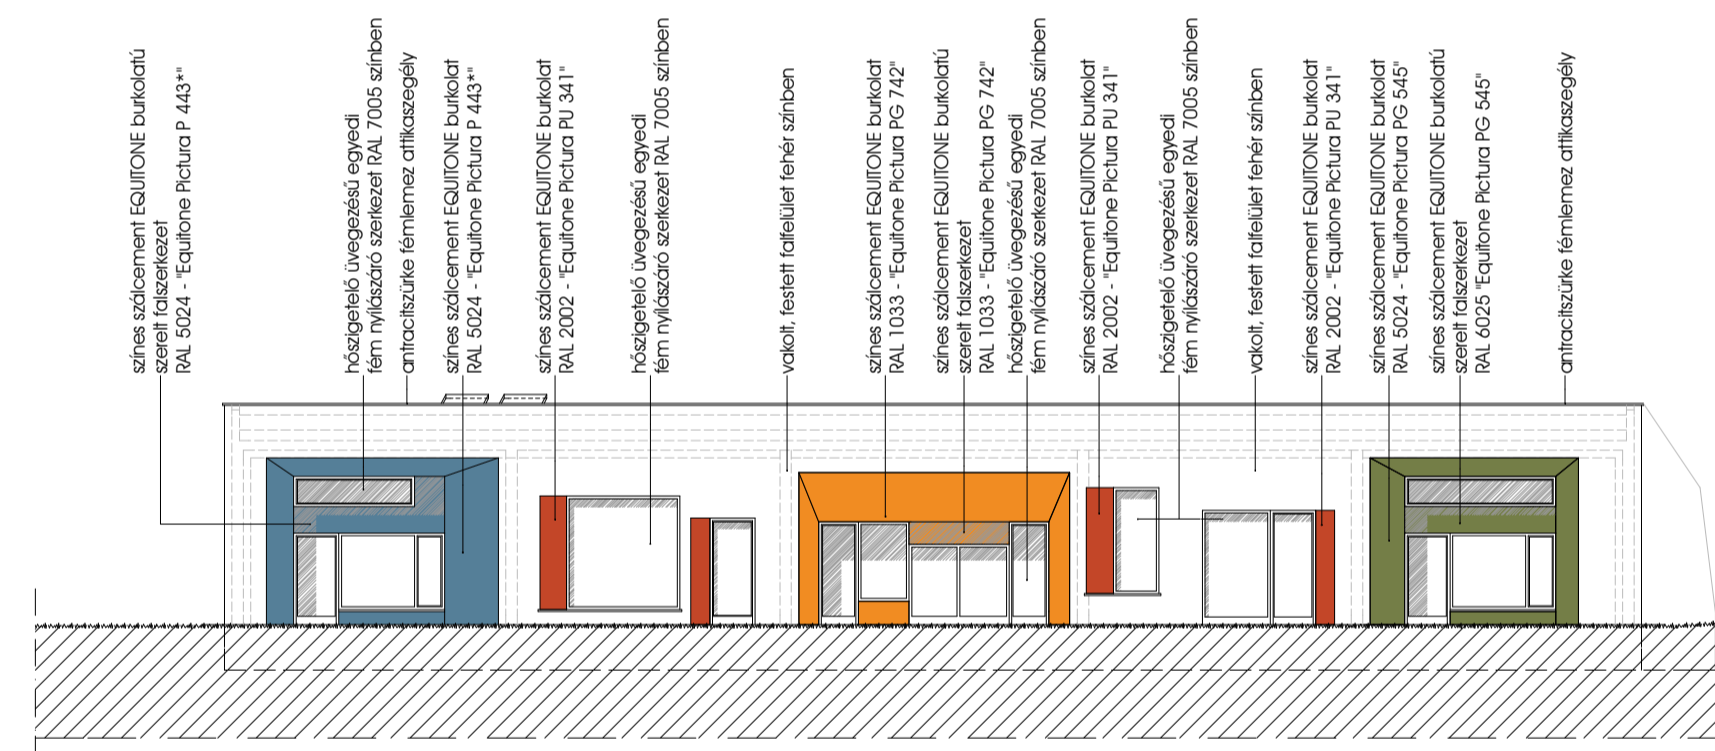 színes szálcement EQUITONE burkolatú
szerelt falszerkezet
RAL 5024 - "Equitone Pictura P 443*"
hőszigetelő üvegezésű egyedi
fém nyílászáró szerkezet RAL 7005 színben
antracitszürke fémlemez attikaszegély
színes szálcement EQUITONE burkolat
RAL 5024 - "Equitone Pictura P 443*"
színes szálcement EQUITONE burkolat
RAL 2002 - "Equitone Pictura PU 341"
hőszigetelő üvegezésű egyedi
fém nyílászáró szerkezet RAL 7005 színben
vakolt, festett falfelület fehér színben
színes szálcement EQUITONE burkolat
RAL 1033 - "Equitone Pictura PG 742"
színes szálcement EQUITONE burkolatú
szerelt falszerkezet
RAL 1033 - "Equitone Pictura PG 742"
hőszigetelő üvegezésű egyedi
fém nyílászáró szerkezet RAL 7005 színben
színes szálcement EQUITONE burkolat
RAL 2002 - "Equitone Pictura PU 341"
hőszigetelő üvegezésű egyedi
fém nyílászáró szerkezet RAL 7005 színben
vakolt, festett falfelület fehér színben
színes szálcement EQUITONE burkolat
RAL 2002 - "Equitone Pictura PU 341"
színes szálcement EQUITONE burkolat
RAL 5024 - "Equitone Pictura PG 545"
színes szálcement EQUITONE burkolatú
szerelt falszerkezet
RAL 6025 "Equitone Pictura PG 545"
antracitszürke fémlemez attikaszegély